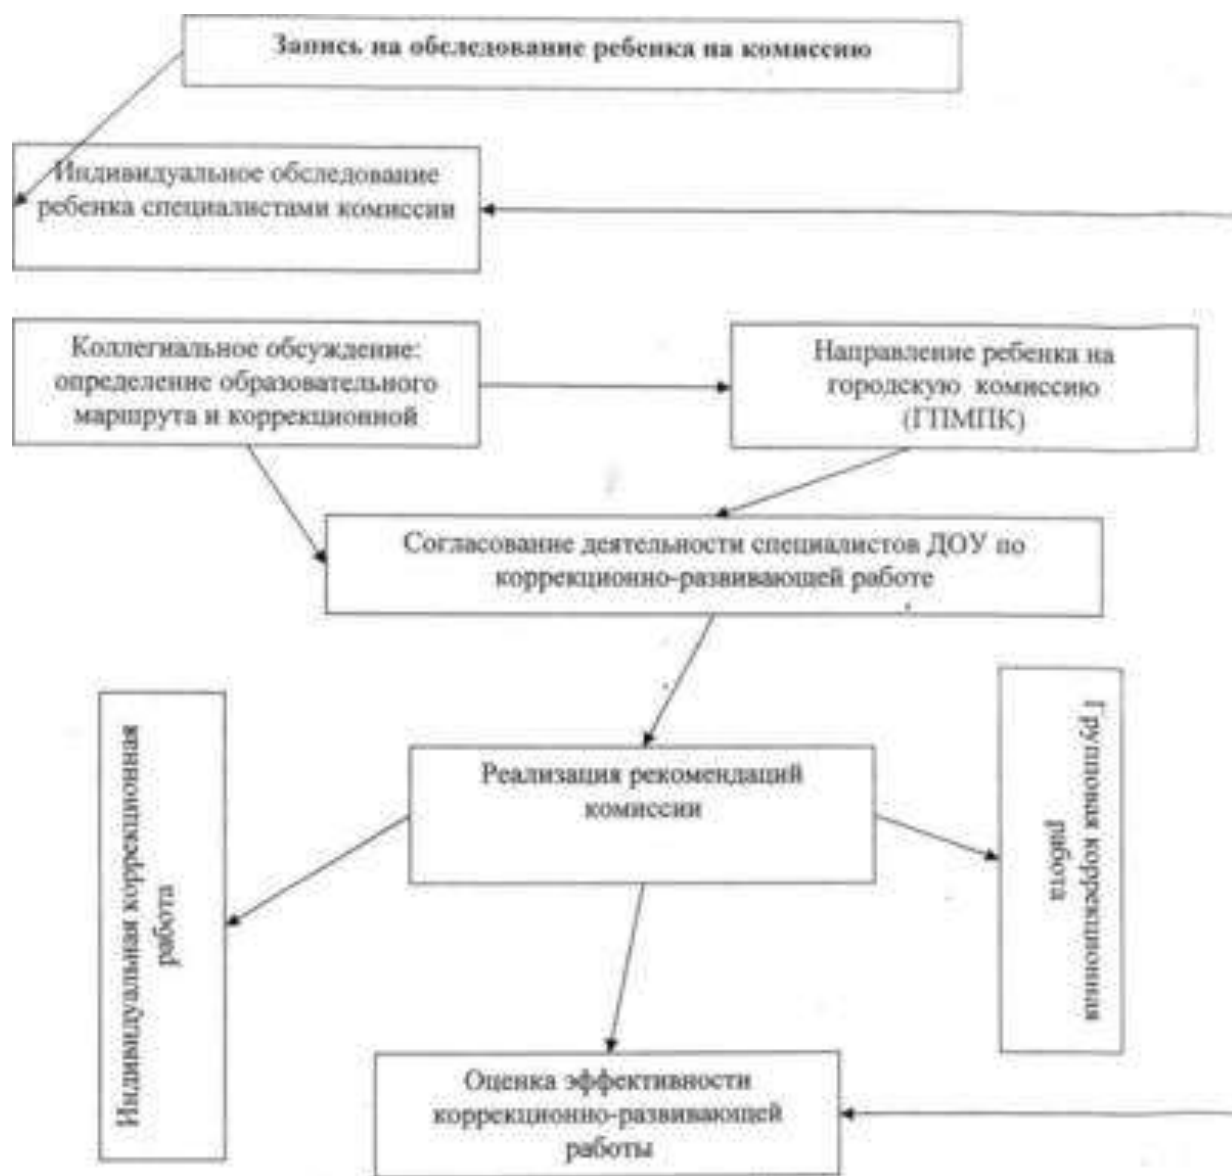 Запись на обследование ребенка на комиссию
Индивидуальное обследование
ребенка специалистами комиссии
Коллегиальное обсуждение:
определение образовательного
маршрута и коррекционной
Направление ребенка на
городскую комиссию
(ГПМПК)
Согласование деятельности специалистов ДОУ по
коррекционно-развивающей работе
Индивидуальная коррекционная
работа
Реализация рекомендаций
комиссии
Групповая коррекционная
работа
Оценка эффективности
коррекционно-развивающей
работы